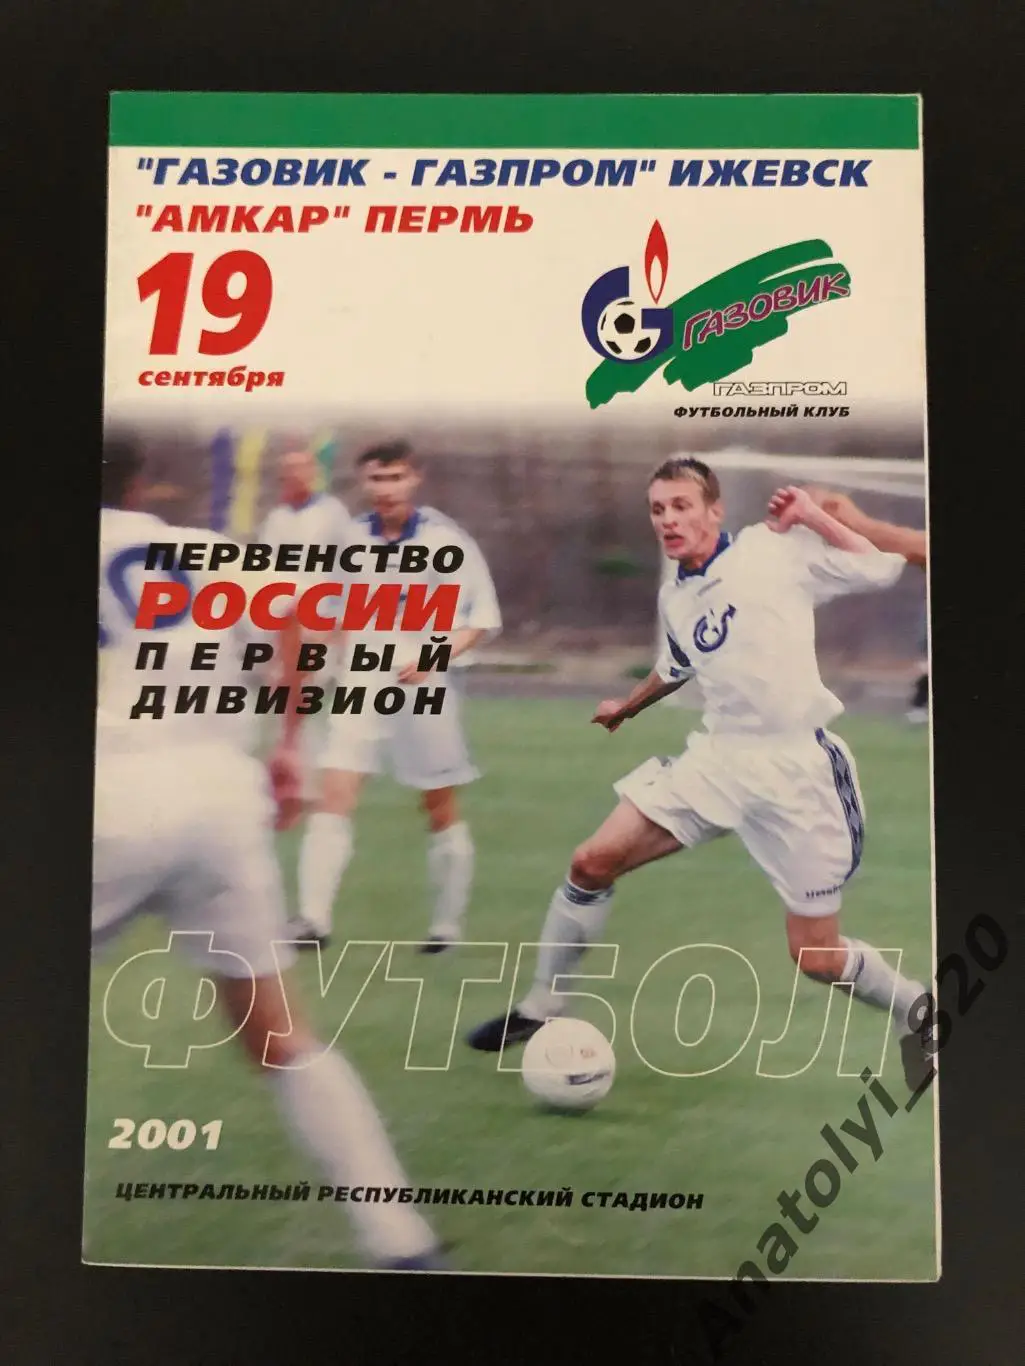 "ГАЗОВИК - ГАЗПРОМ" ИЖЕВСК
"АМКАР" ПЕРМЬ
19
сентября
ГАЗОВИК
ГАЗПРОМ
ФУТБОЛЬНЫЙ КЛУБ
ПЕРВЕНСТВО
РОССИИ
ПЕРВЫЙ
ДИВИЗИОН
ФУТБОЛ
2001
ЦЕНТРАЛЬНЫЙ РЕСПУБЛИКАНСКИЙ СТАДИОН
Anatolyi_820